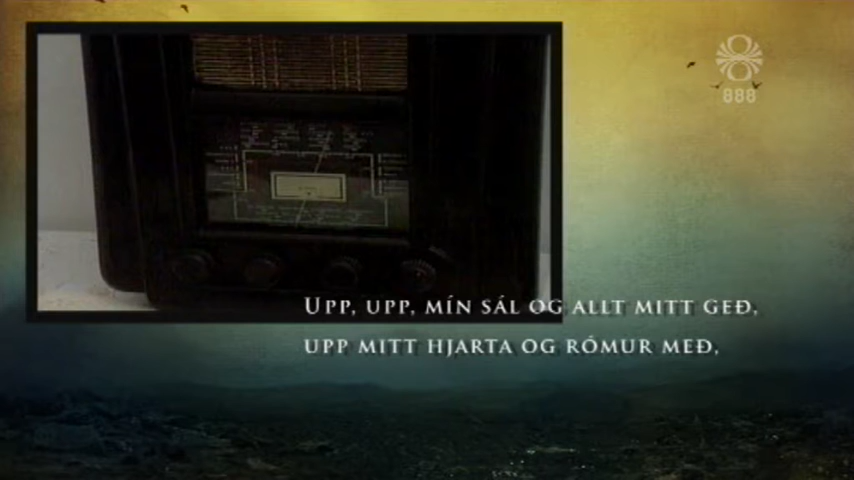 888
Upp, upp, mín sál og allt mitt geð,
upp mitt hjarta og rómur með,